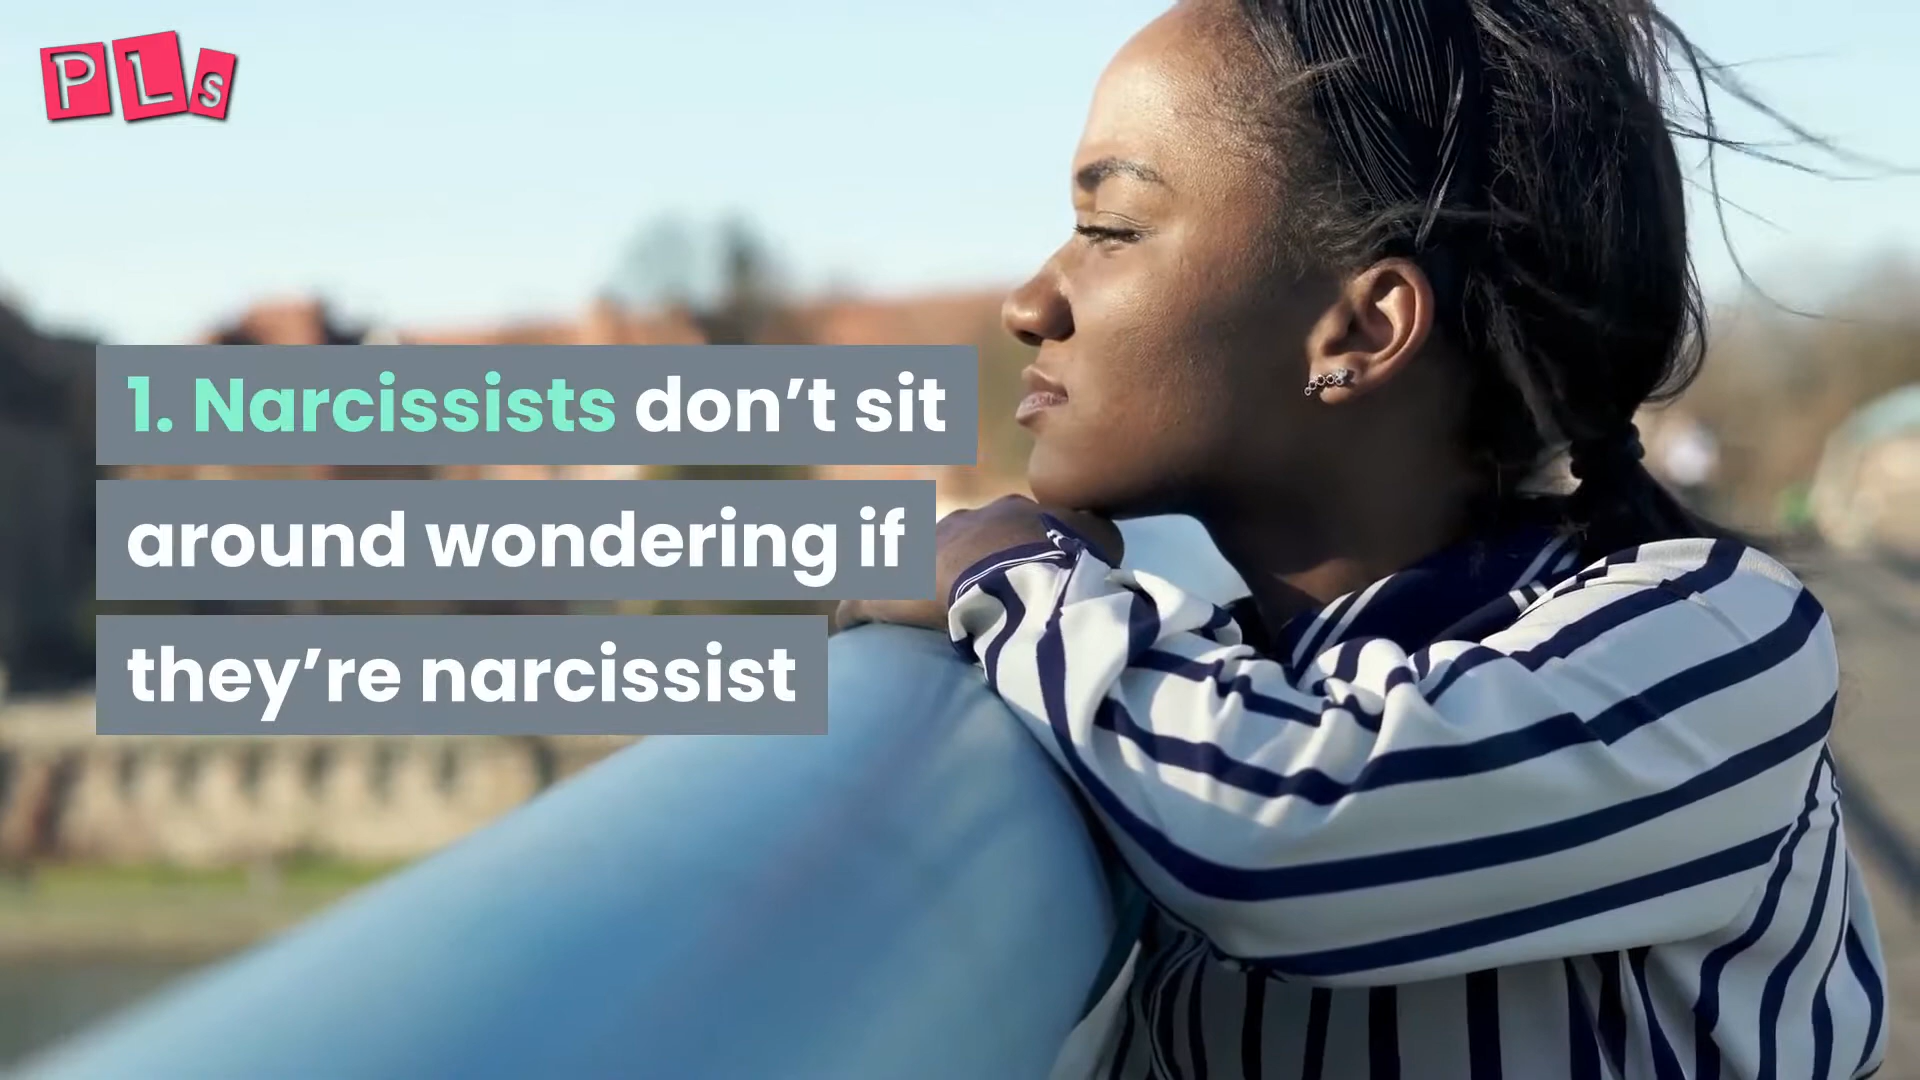 PLS
1. Narcissists don’t sit
around wondering if
they’re narcissist